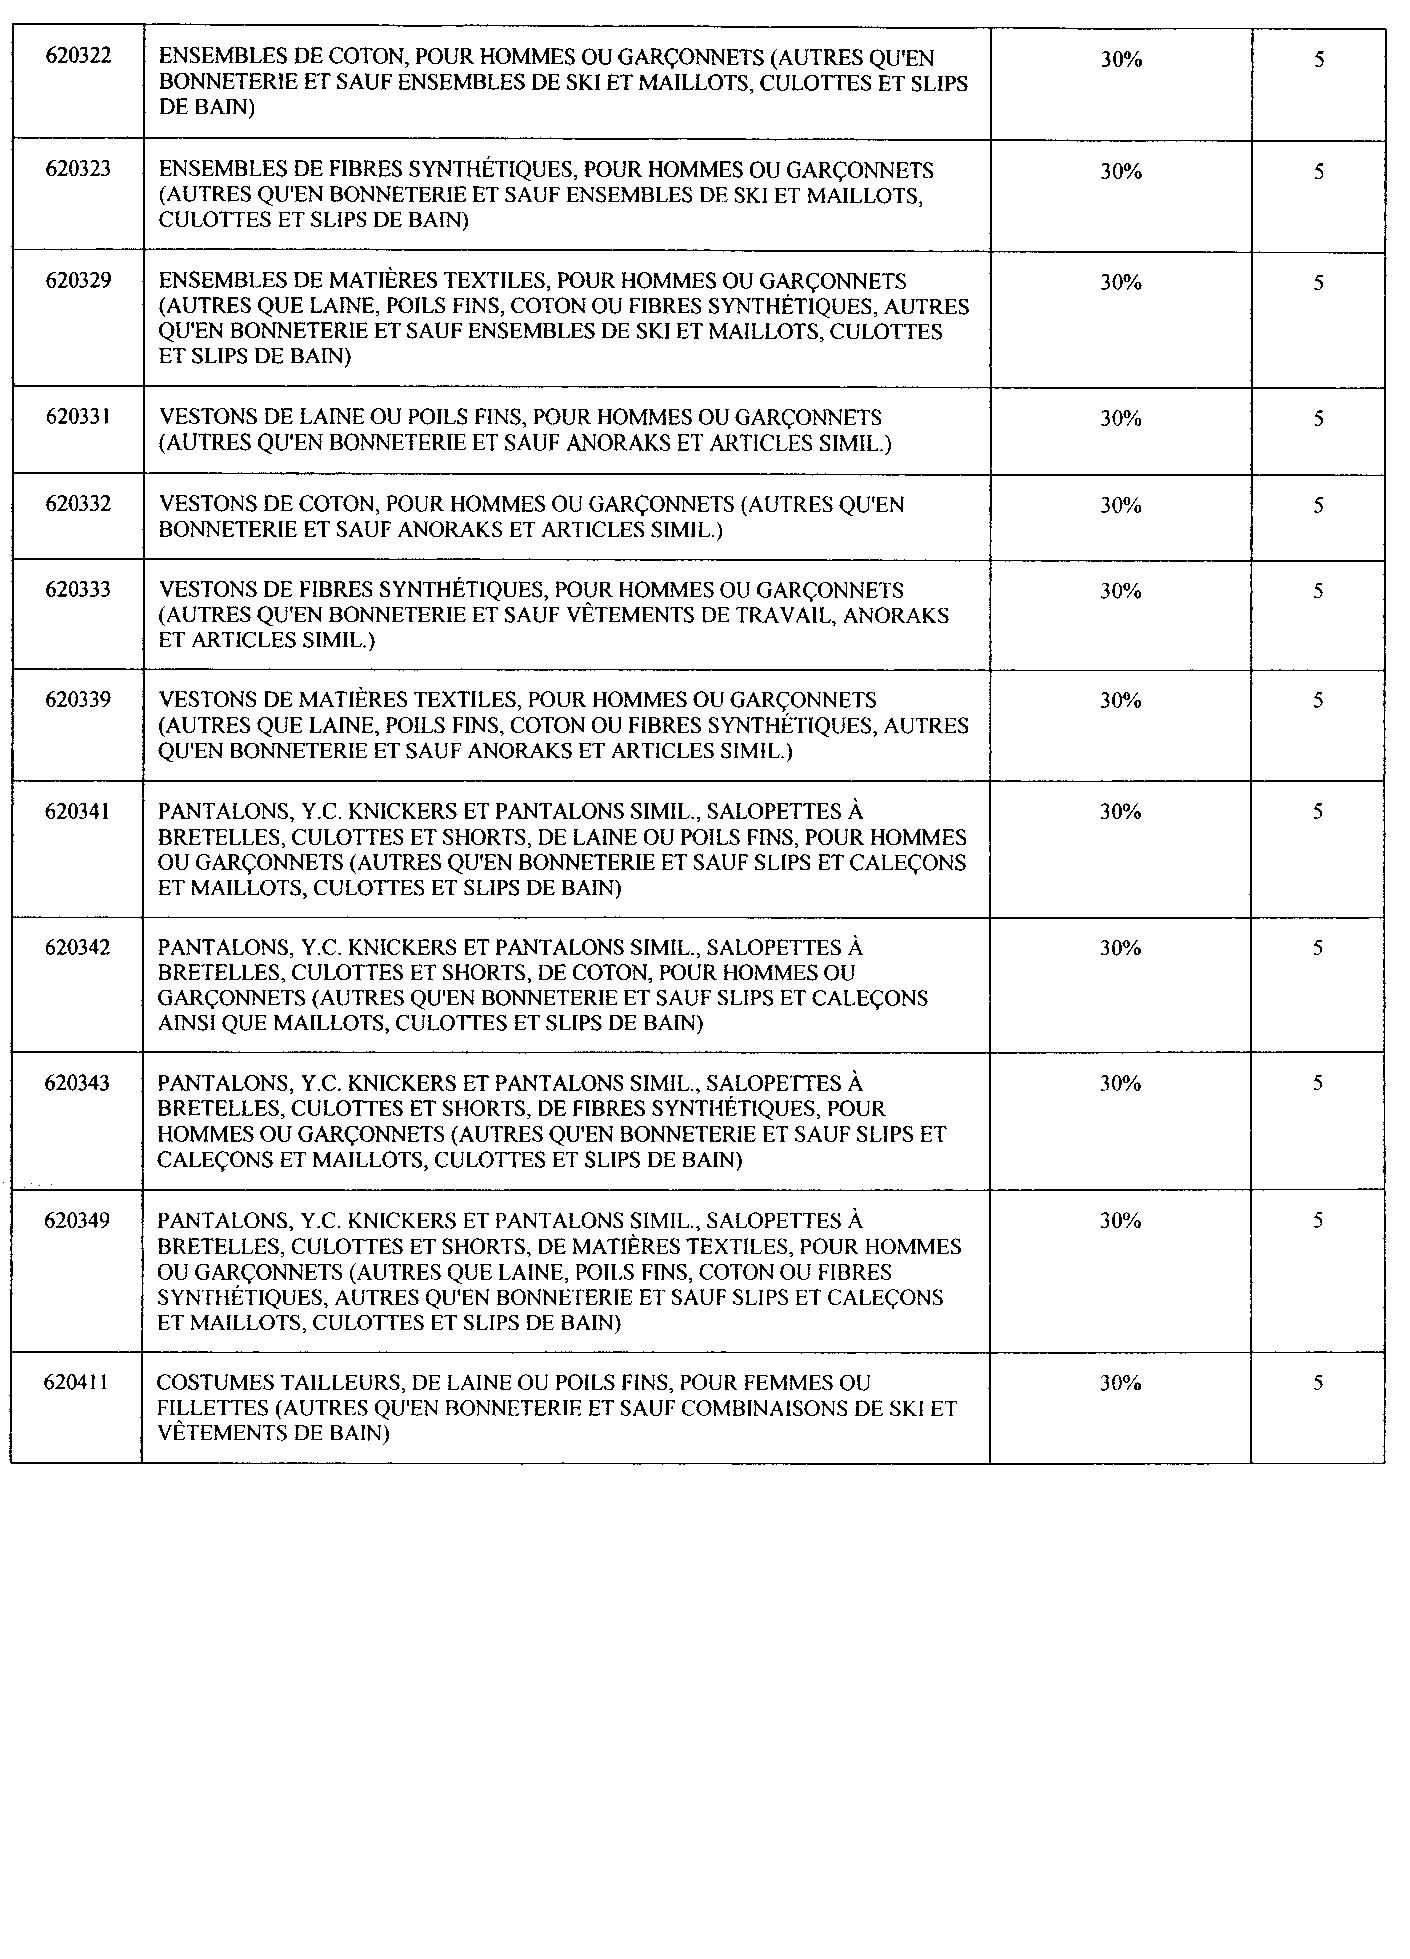 620322 ENSEMBLES DE COTON, POUR HOMMES OU GARÇONNETS (AUTRES QU'EN 30% 5
BONNETERIE ET SAUF ENSEMBLES DE SKI ET MAILLOTS, CULOTTES ET SLIPS
DE BAIN)
620323 ENSEMBLES DE FIBRES SYNTHÉTIQUES, POUR HOMMES OU GARÇONNETS 30% 5
(AUTRES QU'EN BONNETERIE ET SAUF ENSEMBLES DE SKI ET MAILLOTS,
CULOTTES ET SLIPS DE BAIN)
620329 ENSEMBLES DE MATIÈRES TEXTILES, POUR HOMMES OU GARÇONNETS 30% 5
(AUTRES QUE LAINE, POILS FINS, COTON OU FIBRES SYNTHÉTIQUES, AUTRES
QU'EN BONNETERIE ET SAUF ENSEMBLES DE SKI ET MAILLOTS, CULOTTES
ET SLIPS DE BAIN)
620331 VESTONS DE LAINE OU POILS FINS, POUR HOMMES OU GARÇONNETS 30% 5
(AUTRES QU'EN BONNETERIE ET SAUF ANORAKS ET ARTICLES SIMIL.)
620332 VESTONS DE COTON, POUR HOMMES OU GARÇONNETS (AUTRES QU'EN 30% 5
BONNETERIE ET SAUF ANORAKS ET ARTICLES SIMIL.)
620333 VESTONS DE FIBRES SYNTHÉTIQUES, POUR HOMMES OU GARÇONNETS 30% 5
(AUTRES QU'EN BONNETERIE ET SAUF VÊTEMENTS DE TRAVAIL, ANORAKS
ET ARTICLES SIMIL.)
620339 VESTONS DE MATIÈRES TEXTILES, POUR HOMMES OU GARÇONNETS 30% 5
(AUTRES QUE LAINE, POILS FINS, COTON OU FIBRES SYNTHÉTIQUES, AUTRES
QU'EN BONNETERIE ET SAUF ANORAKS ET ARTICLES SIMIL.)
620341 PANTALONS, Y.C. KNICKERS ET PANTALONS SIMIL., SALOPETTES À 30% 5
BRETELLES, CULOTTES ET SHORTS, DE LAINE OU POILS FINS, POUR HOMMES
OU GARÇONNETS (AUTRES QU'EN BONNETERIE ET SAUF SLIPS ET CALEÇONS
ET MAILLOTS, CULOTTES ET SLIPS DE BAIN)
620342 PANTALONS, Y.C. KNICKERS ET PANTALONS SIMIL., SALOPETTES À 30% 5
BRETELLES, CULOTTES ET SHORTS, DE COTON, POUR HOMMES OU
GARÇONNETS (AUTRES QU'EN BONNETERIE ET SAUF SLIPS ET CALEÇONS
AINSI QUE MAILLOTS, CULOTTES ET SLIPS DE BAIN)
620343 PANTALONS, Y.C. KNICKERS ET PANTALONS SIMIL., SALOPETTES À 30% 5
BRETELLES, CULOTTES ET SHORTS, DE FIBRES SYNTHÉTIQUES, POUR
HOMMES OU GARÇONNETS (AUTRES QU'EN BONNETERIE ET SAUF SLIPS ET
CALEÇONS ET MAILLOTS, CULOTTES ET SLIPS DE BAIN)
620349 PANTALONS, Y.C. KNICKERS ET PANTALONS SIMIL., SALOPETTES À 30% 5
BRETELLES, CULOTTES ET SHORTS, DE MATIÈRES TEXTILES, POUR HOMMES
OU GARÇONNETS (AUTRES QUE LAINE, POILS FINS, COTON OU FIBRES
SYNTHÉTIQUES, AUTRES QU'EN BONNETERIE ET SAUF SLIPS ET CALEÇONS
ET MAILLOTS, CULOTTES ET SLIPS DE BAIN)
620411 COSTUMES TAILLEURS, DE LAINE OU POILS FINS, POUR FEMMES OU 30% 5
FILLETTES (AUTRES QU'EN BONNETERIE ET SAUF COMBINAISONS DE SKI ET
VÊTEMENTS DE BAIN)